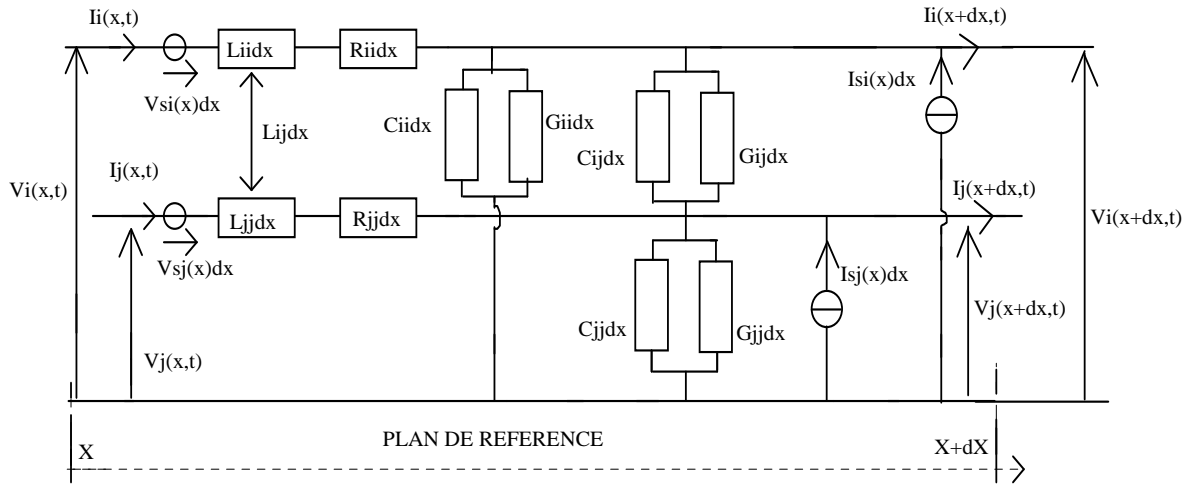 Ii(x,t)
Ii(x+dx,t)
Liidx
Riidx
Vsi(x)dx
Isi(x)dx
Ciidx
Giidx
Lijdx
Cijdx
Gijdx
Ij(x,t)
Ij(x+dx,t)
Vi(x,t)
Vi(x+dx,t)
Ljjdx
Rjjdx
Vsj(x)dx
Isj(x)dx
Vj(x+dx,t)
Cjjdx
Gjjdx
Vj(x,t)
PLAN DE REFERENCE
X
X+dX